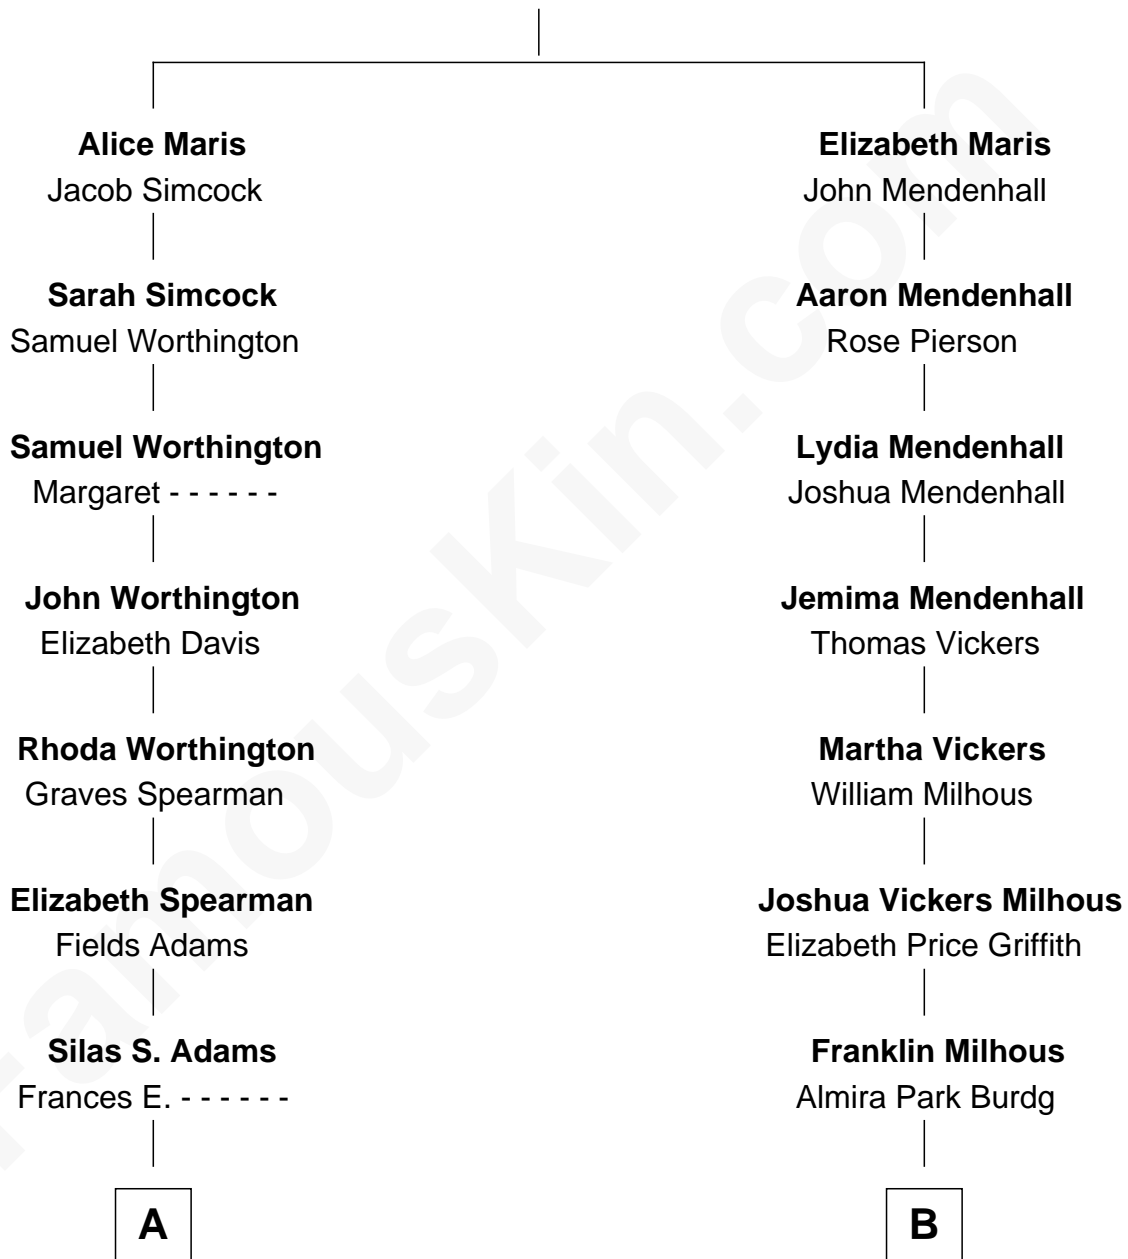 Alice Maris
Jacob Simcock
Sarah Simcock
Samuel Worthington
Samuel Worthington
Margaret - - - - - -
John Worthington
Elizabeth Davis
Rhoda Worthington
Graves Spearman
Elizabeth Spearman
Fields Adams
Silas S. Adams
Frances E. - - - - - -
A
Elizabeth Maris
John Mendenhall
Aaron Mendenhall
Rose Pierson
Lydia Mendenhall
Joshua Mendenhall
Jemima Mendenhall
Thomas Vickers
Martha Vickers
William Milhous
Joshua Vickers Milhous
Elizabeth Price Griffith
Franklin Milhous
Almira Park Burdg
B
FamousKin.com